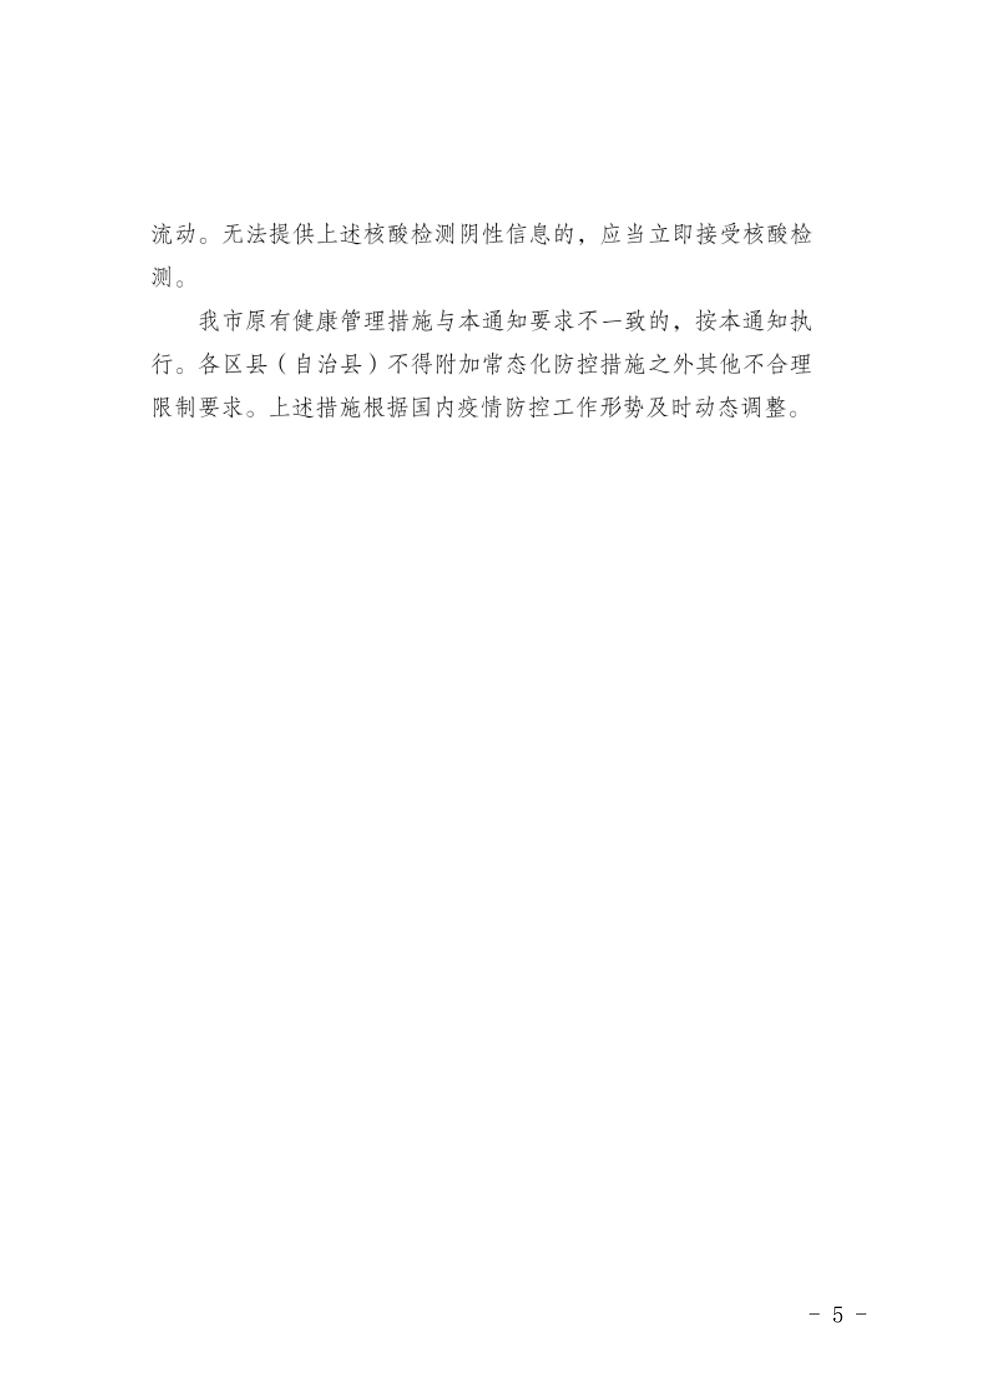 流动。无法提供上述核酸检测阴性信息的，应当立即接受核酸检
测。
我市原有健康管理措施与本通知要求不一致的，按本通知执
行。各区县（自治县）不得附加常态化防控措施之外其他不合理
限制要求。上述措施根据国内疫情防控工作形势及时动态调整。
- 5 -